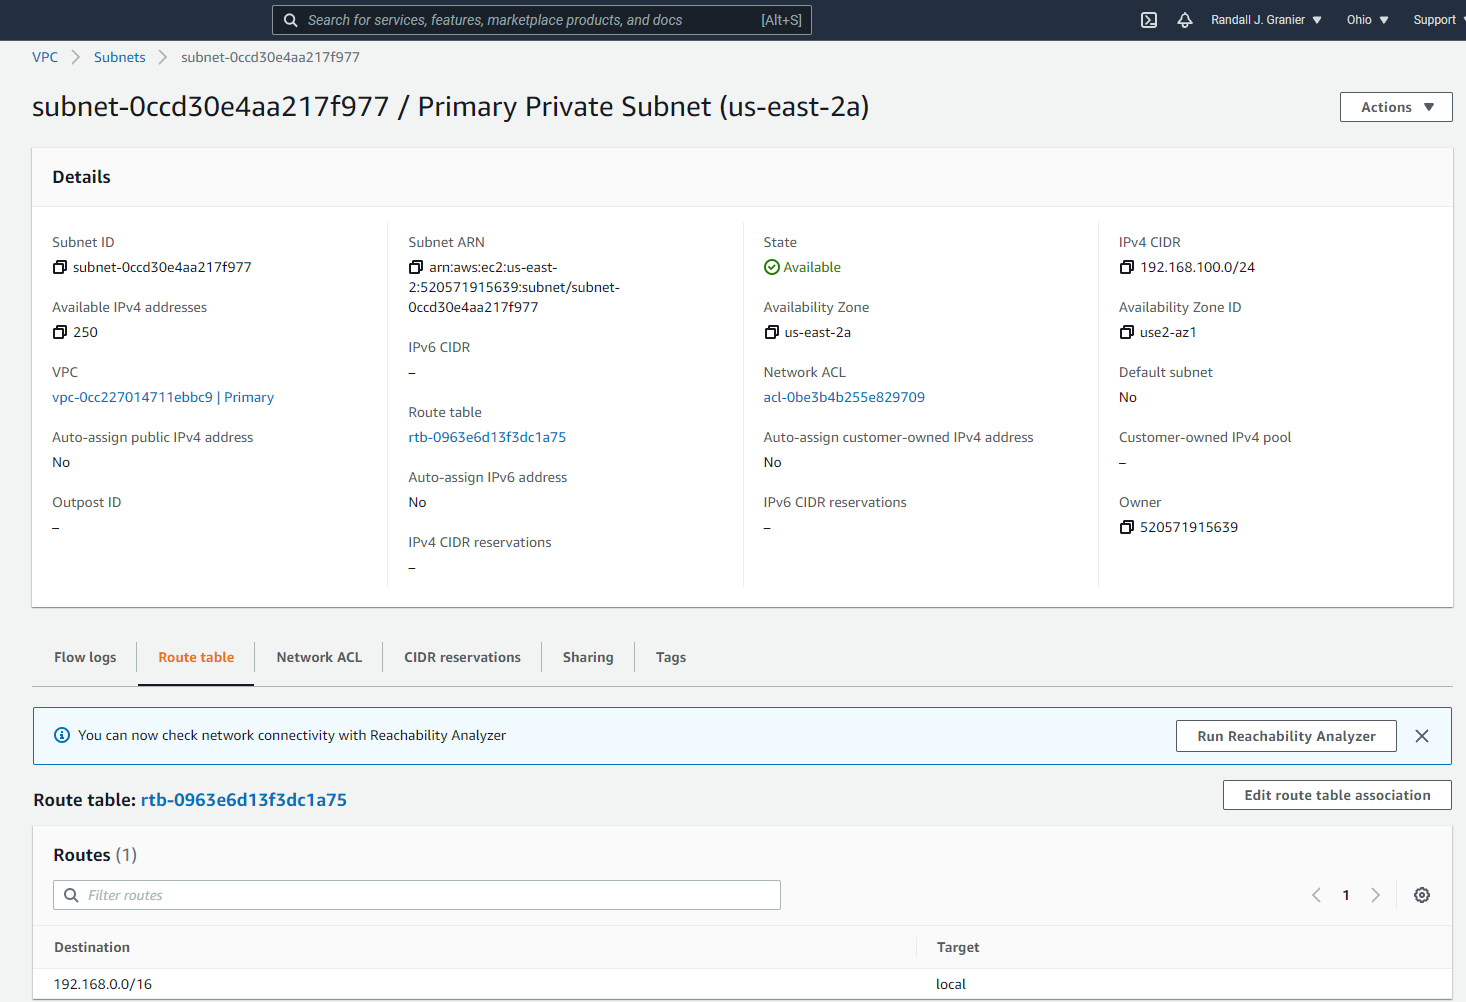 Search for services, features, marketplace products, and docs [Alt+S] Randall J. Granier Ohio Support
VPC Subnets subnet-0ccd30e4aa217f977
subnet-0ccd30e4aa217f977 / Primary Private Subnet (us-east-2a)
Actions
Details
Subnet ID
subnet-0ccd30e4aa217f977
Available IPv4 addresses
250
VPC
vpc-0cc227014711ebbc9 | Primary
Auto-assign public IPv4 address
No
Outpost ID
–
Subnet ARN
arn:aws:ec2:us-east-
2:520571915639:subnet/subnet-
0ccd30e4aa217f977
IPv6 CIDR
–
Route table
rtb-0963e6d13f3dc1a75
Auto-assign IPv6 address
No
IPv4 CIDR reservations
–
State
Available
Availability Zone
us-east-2a
Network ACL
acl-0be3b4b255e829709
Auto-assign customer-owned IPv4 address
No
IPv6 CIDR reservations
–
IPv4 CIDR
192.168.100.0/24
Availability Zone ID
use2-az1
Default subnet
No
Customer-owned IPv4 pool
–
Owner
520571915639
Flow logs Route table Network ACL CIDR reservations Sharing Tags
You can now check network connectivity with Reachability Analyzer
Run Reachability Analyzer
Route table: rtb-0963e6d13f3dc1a75
Edit route table association
Routes (1)
Filter routes
1
Destination Target
192.168.0.0/16 local